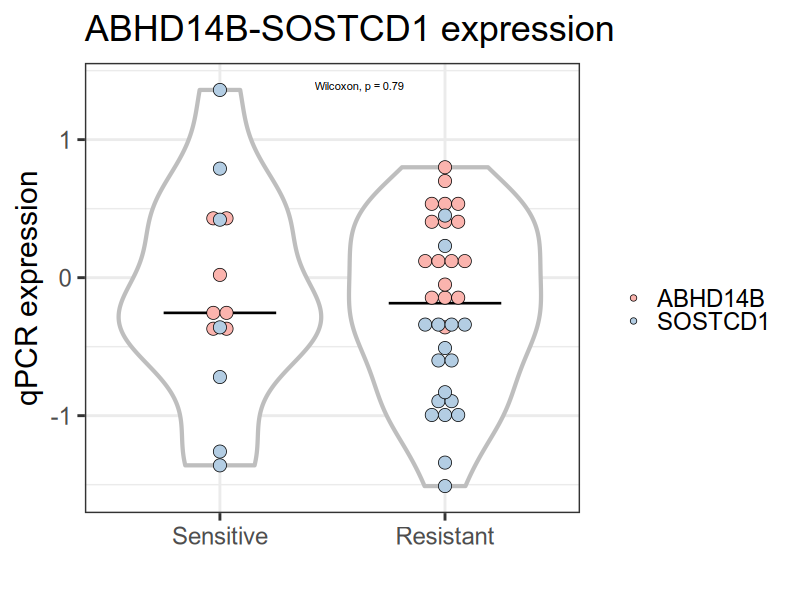 ABHD14B-SOSTCD1 expression
Wilcoxon, p = 0.79
1
0
-1
qPCR expression
Sensitive
Resistant
ABHD14B
SOSTCD1